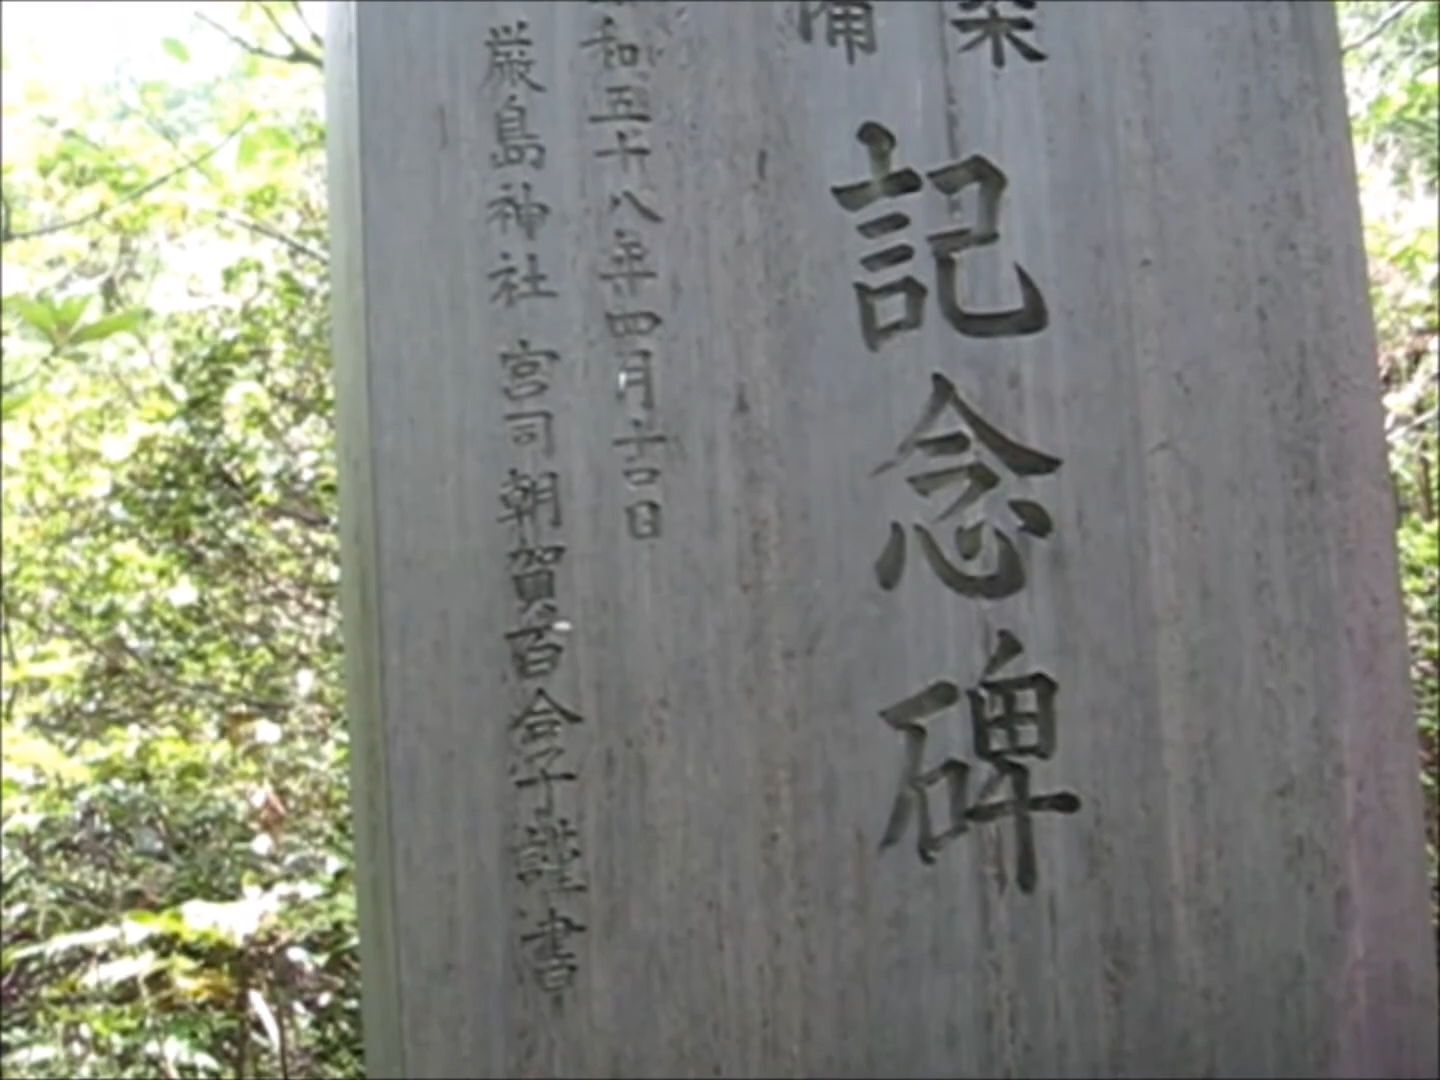 記念碑
和五十八年四月吉日
厳島神社 宮司 朝賀百合子謹書